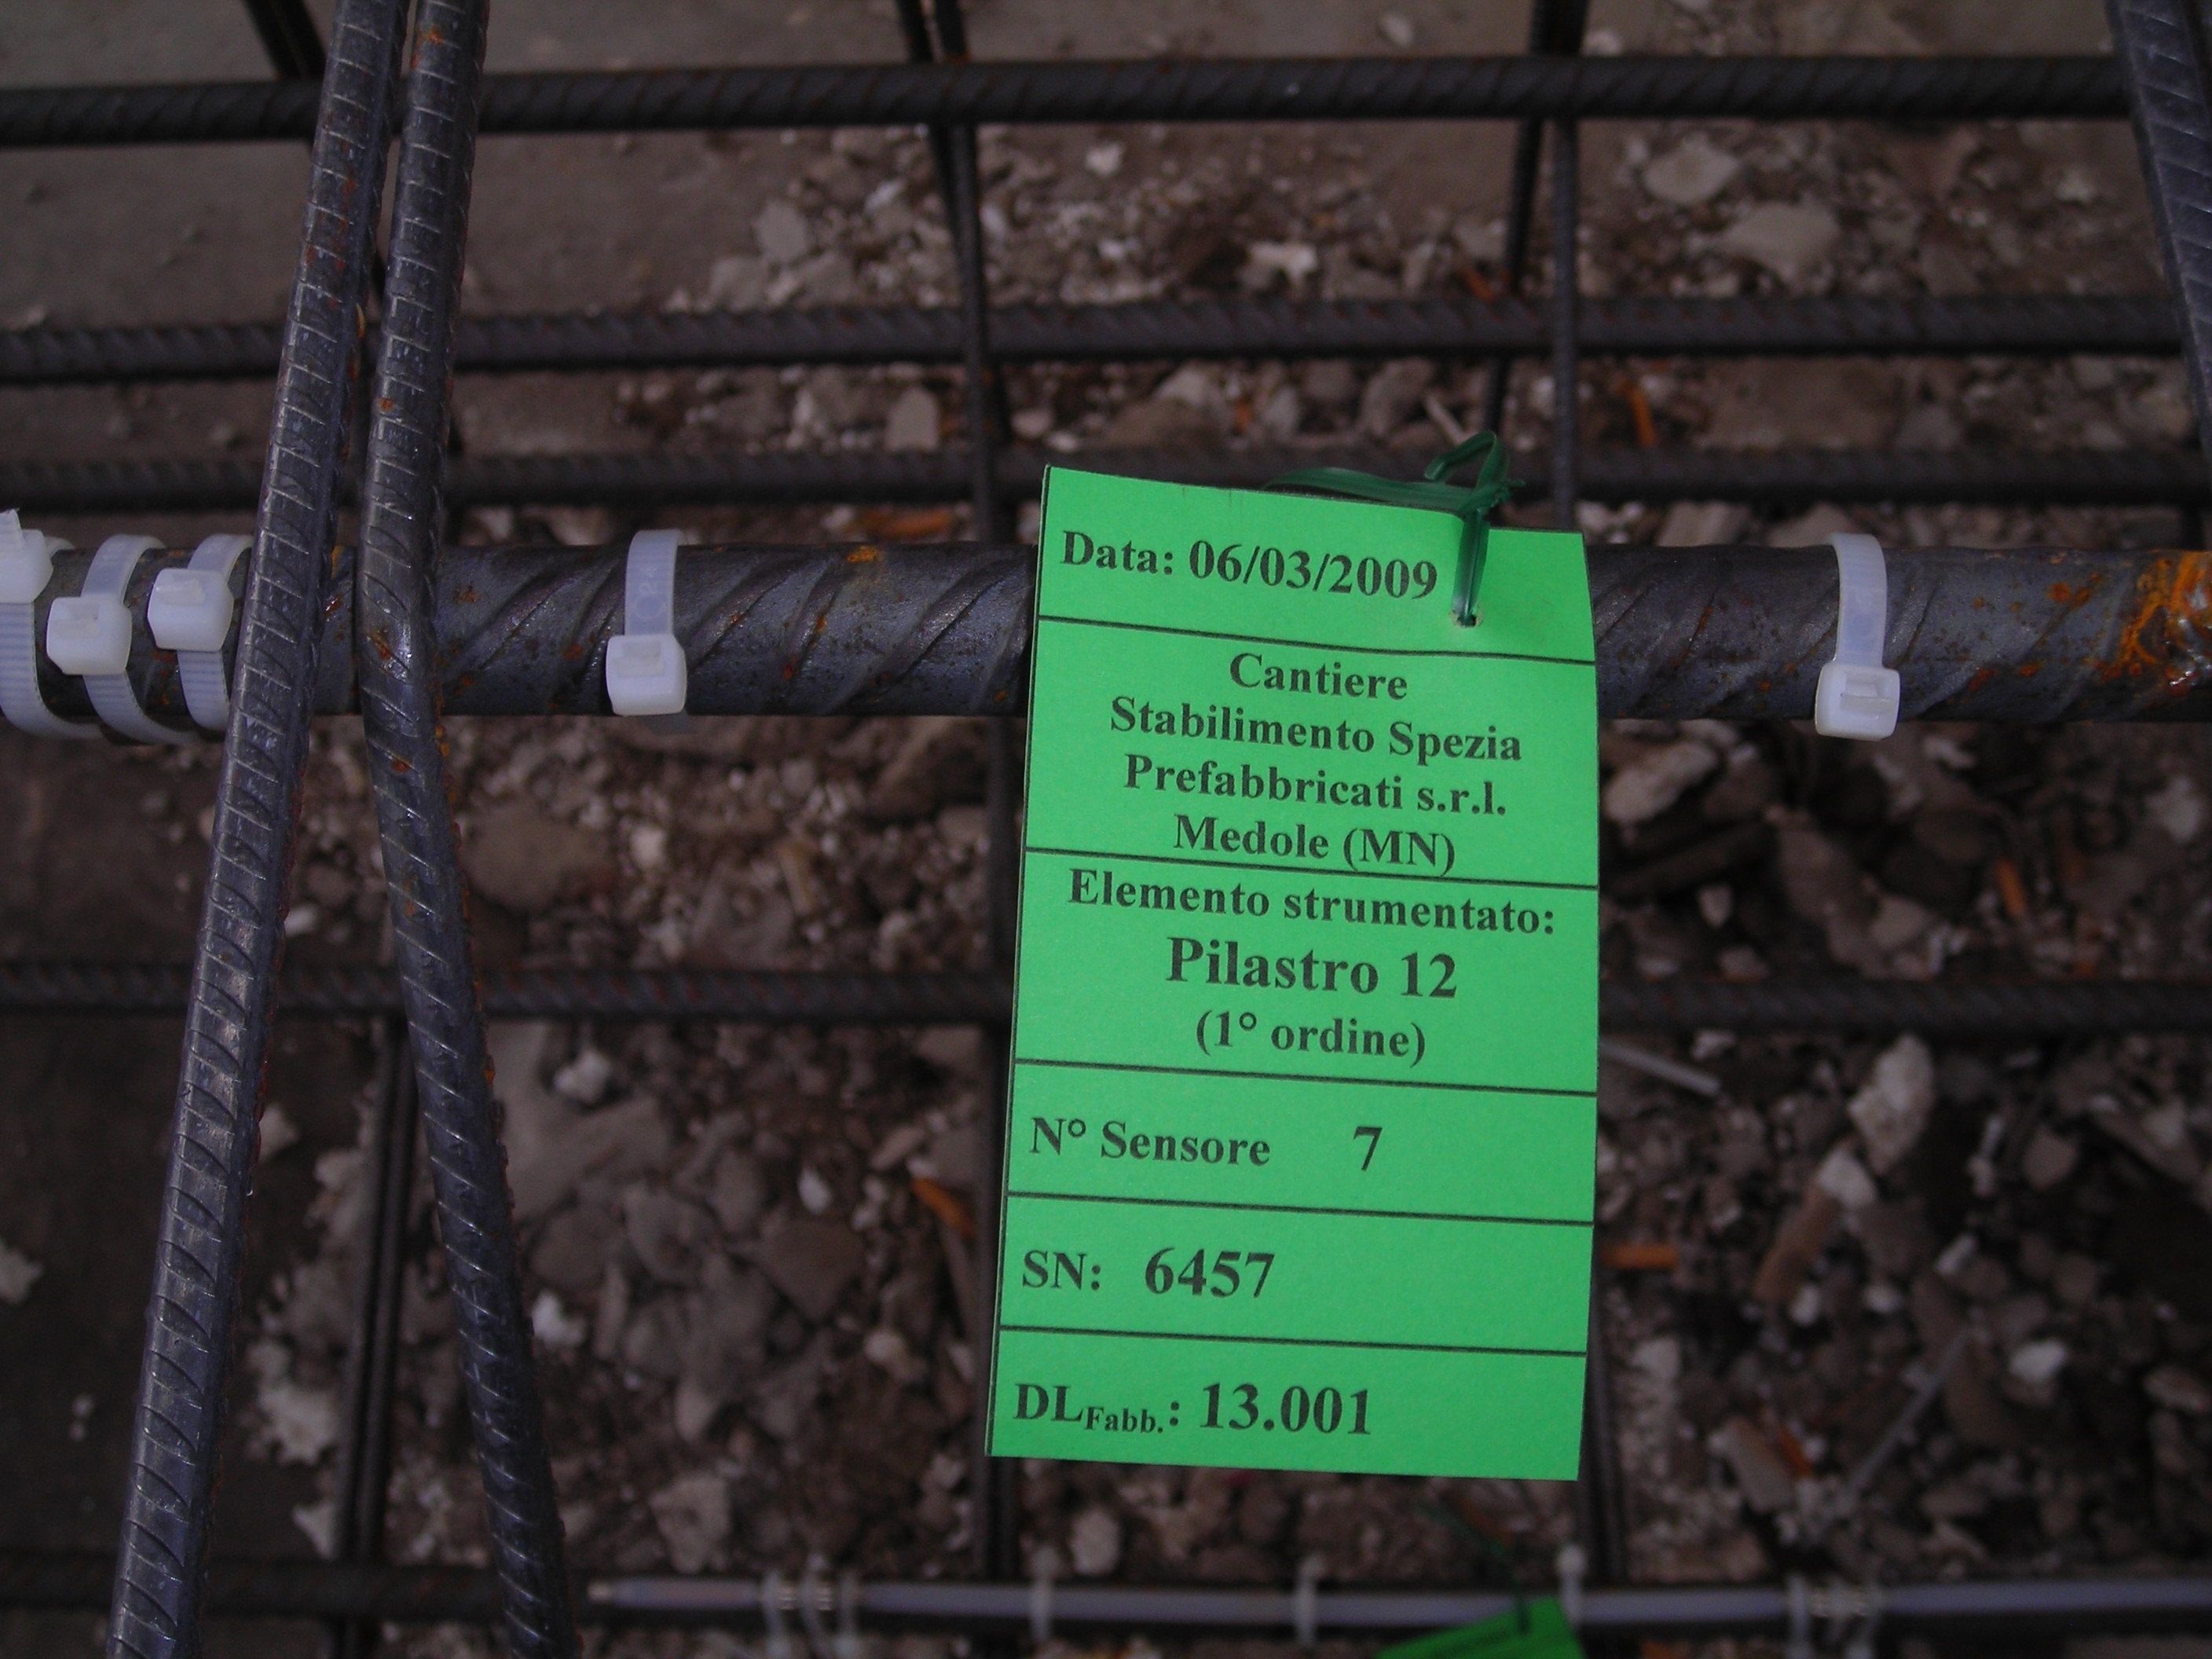 Data: 06/03/2009
Cantiere
Stabilimento Spezia
Prefabbricati s.r.l.
Medole (MN)
Elemento strumentato:
Pilastro 12
(1° ordine)
N° Sensore 7
SN: 6457
DLFabb.: 13.001